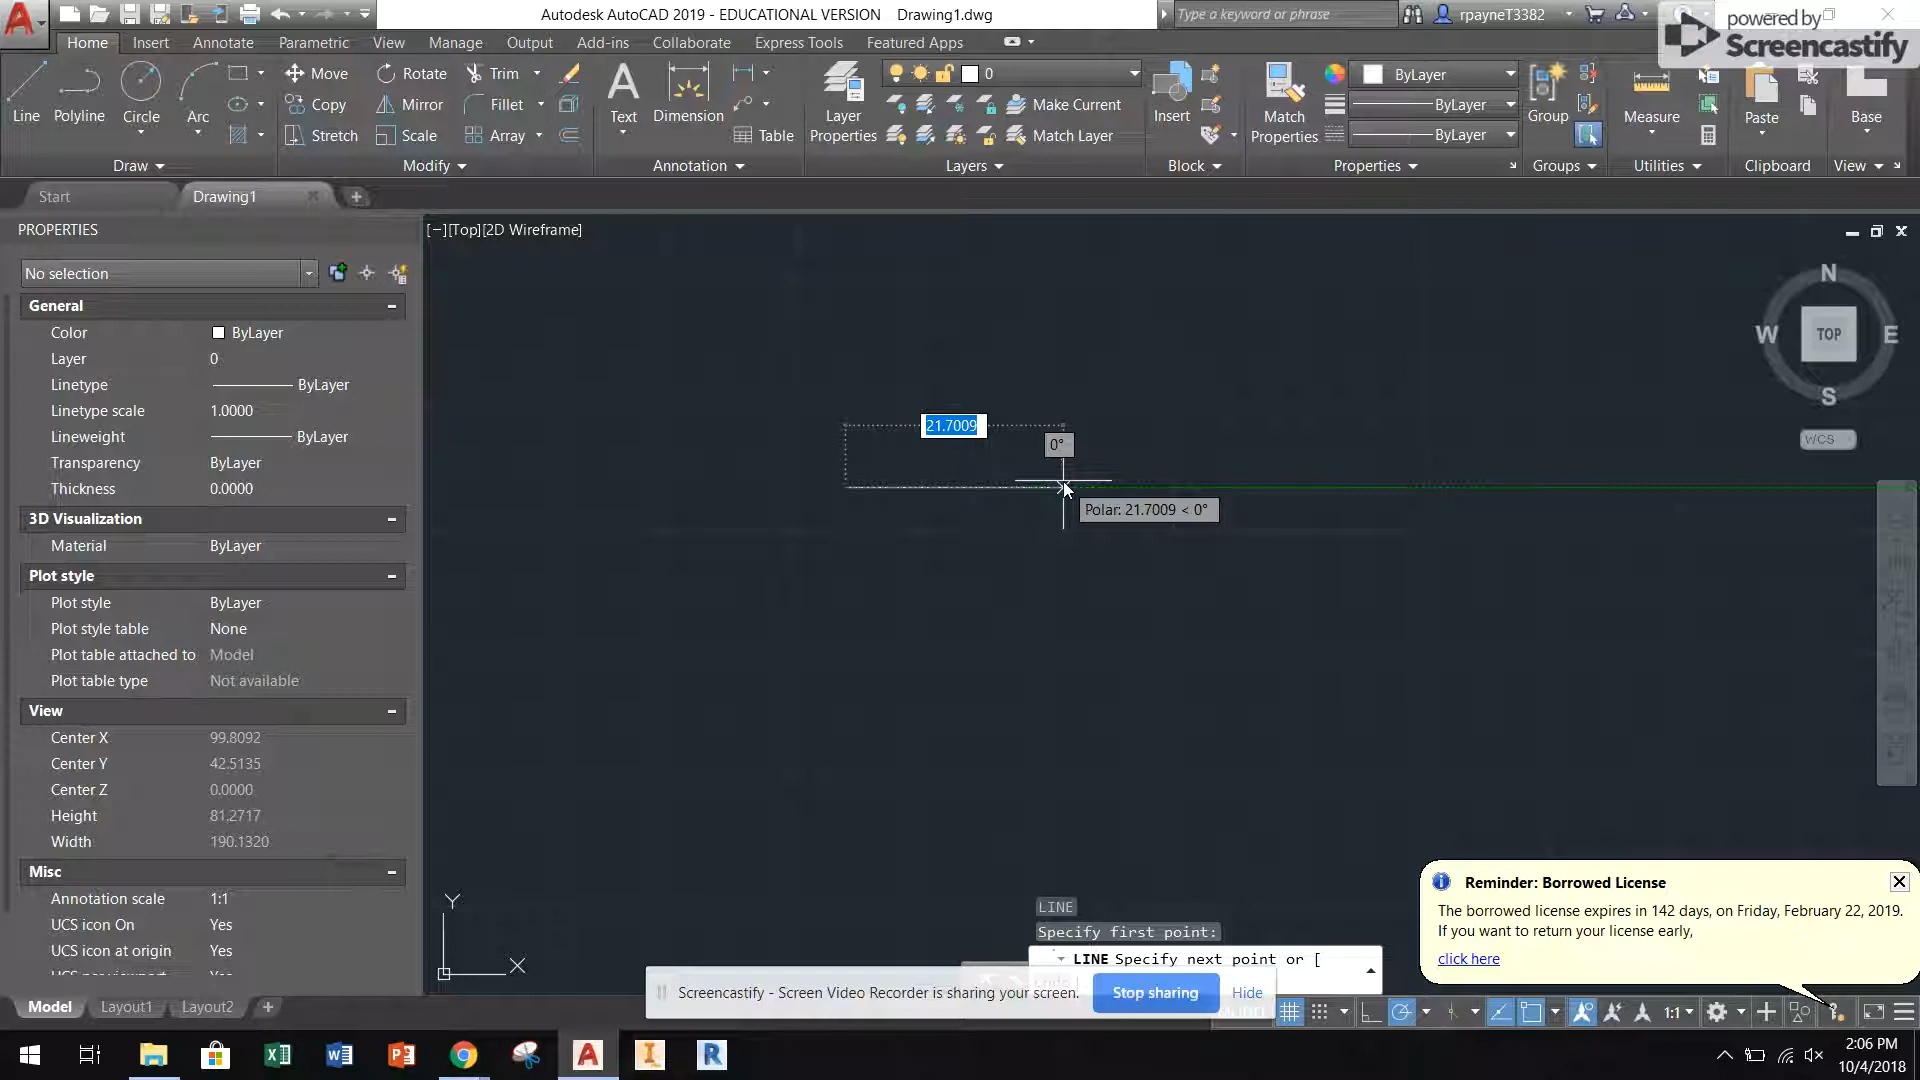 Autodesk AutoCAD 2019 - EDUCATIONAL VERSION Drawing1.dwg
Type a keyword or phrase
rpayneT3382
powered by
Screencastify
Home Insert Annotate Parametric View Manage Output Add-ins Collaborate Express Tools Featured Apps
Line Polyline Circle Arc
Move Rotate Trim
Copy Mirror Fillet
Stretch Scale Array
Text Dimension Table
Layer Properties
0
Make Current
Match Layer
Insert
Match Properties
ByLayer
ByLayer
ByLayer
Group Measure Paste Base
Draw Modify Annotation Layers Block Properties Groups Utilities Clipboard View
Start Drawing1
PROPERTIES
[−][Top][2D Wireframe]
No selection
General
Color ByLayer
Layer 0
Linetype ByLayer
Linetype scale 1.0000
Lineweight ByLayer
Transparency ByLayer
Thickness 0.0000
3D Visualization
Material ByLayer
Plot style
Plot style ByLayer
Plot style table None
Plot table attached to Model
Plot table type Not available
View
Center X 99.8092
Center Y 42.5135
Center Z 0.0000
Height 81.2717
Width 190.1320
Misc
Annotation scale 1:1
UCS icon On Yes
UCS icon at origin Yes
N
W TOP E
S
WCS
21.7009
0°
Polar: 21.7009 < 0°
Y
X
LINE
Specify first point:
LINE Specify next point or [
Reminder: Borrowed License
The borrowed license expires in 142 days, on Friday, February 22, 2019.
If you want to return your license early,
click here
Screencastify - Screen Video Recorder is sharing your screen. Stop sharing Hide
Model Layout1 Layout2
1:1
2:06 PM
10/4/2018